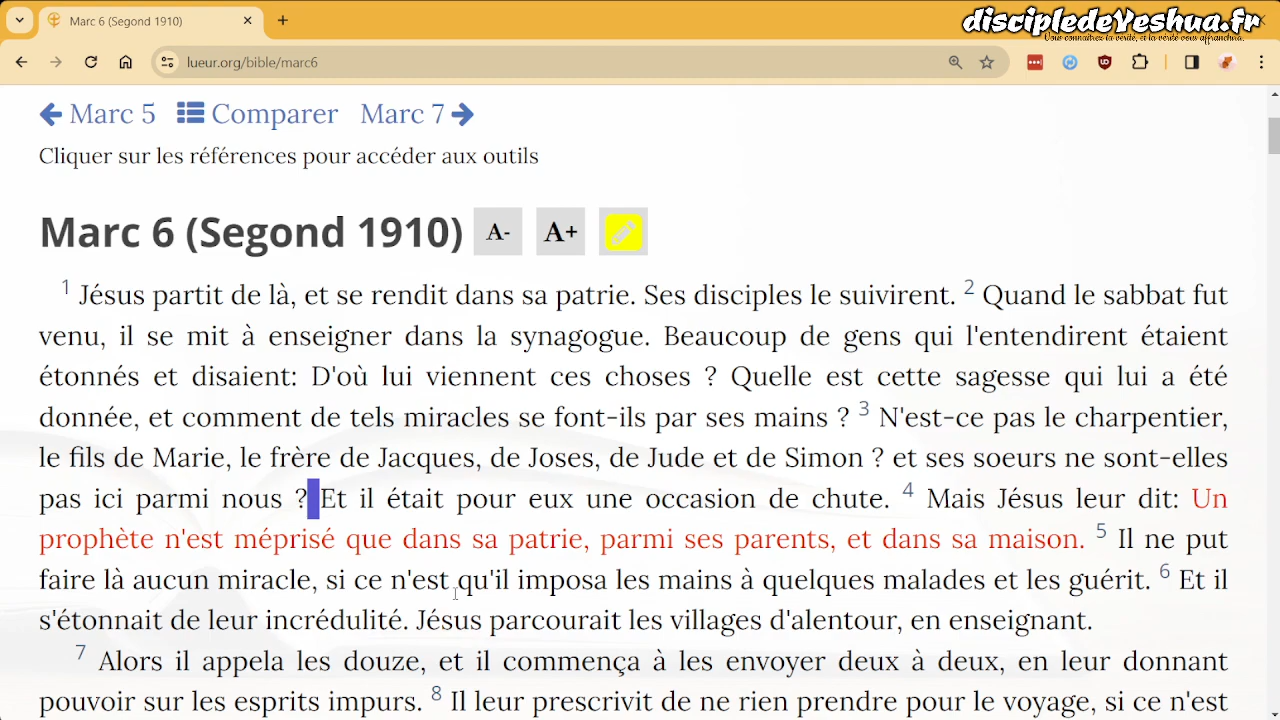 Marc 6 (Segond 1910)
discipledeYeshua.fr
Vous connaîtrez la vérité, et la vérité vous affranchira.
lueur.org/bible/marc6
Marc 5 Comparer Marc 7
Cliquer sur les références pour accéder aux outils
Marc 6 (Segond 1910) A- A+
1 Jésus partit de là, et se rendit dans sa patrie. Ses disciples le suivirent. 2 Quand le sabbat fut
venu, il se mit à enseigner dans la synagogue. Beaucoup de gens qui l'entendirent étaient
étonnés et disaient: D'où lui viennent ces choses ? Quelle est cette sagesse qui lui a été
donnée, et comment de tels miracles se font-ils par ses mains ? 3 N'est-ce pas le charpentier,
le fils de Marie, le frère de Jacques, de Joses, de Jude et de Simon ? et ses soeurs ne sont-elles
pas ici parmi nous ? Et il était pour eux une occasion de chute. 4 Mais Jésus leur dit: Un
prophète n'est méprisé que dans sa patrie, parmi ses parents, et dans sa maison. 5 Il ne put
faire là aucun miracle, si ce n'est qu'il imposa les mains à quelques malades et les guérit. 6 Et il
s'étonnait de leur incrédulité. Jésus parcourait les villages d'alentour, en enseignant.
7 Alors il appela les douze, et il commença à les envoyer deux à deux, en leur donnant
pouvoir sur les esprits impurs. 8 Il leur prescrivit de ne rien prendre pour le voyage, si ce n'est